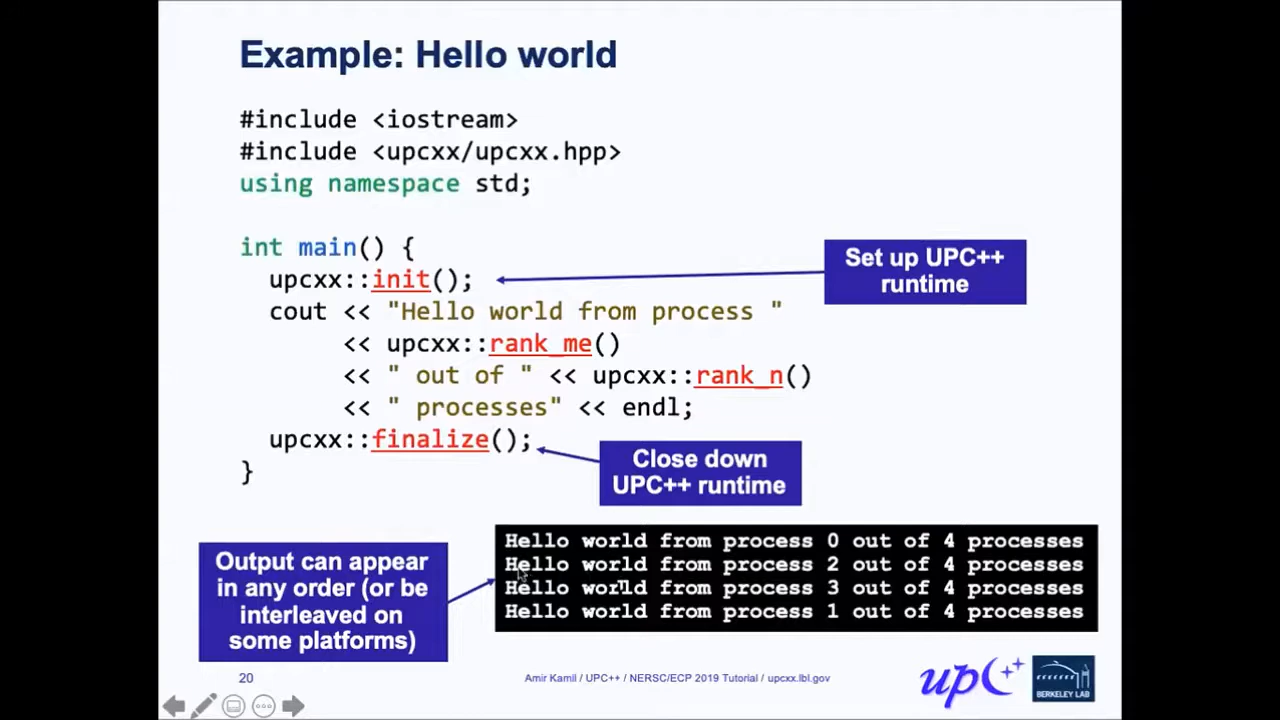 Example: Hello world
#include <iostream>
#include <upcxx/upcxx.hpp>
using namespace std;
int main() {
upcxx::init();
cout << "Hello world from process "
<< upcxx::rank_me()
<< " out of " << upcxx::rank_n()
<< " processes" << endl;
upcxx::finalize();
}
Set up UPC++
runtime
Close down
UPC++ runtime
Output can appear
in any order (or be
interleaved on
some platforms)
Hello world from process 0 out of 4 processes
Hello world from process 2 out of 4 processes
Hello world from process 3 out of 4 processes
Hello world from process 1 out of 4 processes
20
Amir Kamil / UPC++ / NERSC/ECP 2019 Tutorial / upcxx.lbl.gov
upC++
BERKELEY LAB